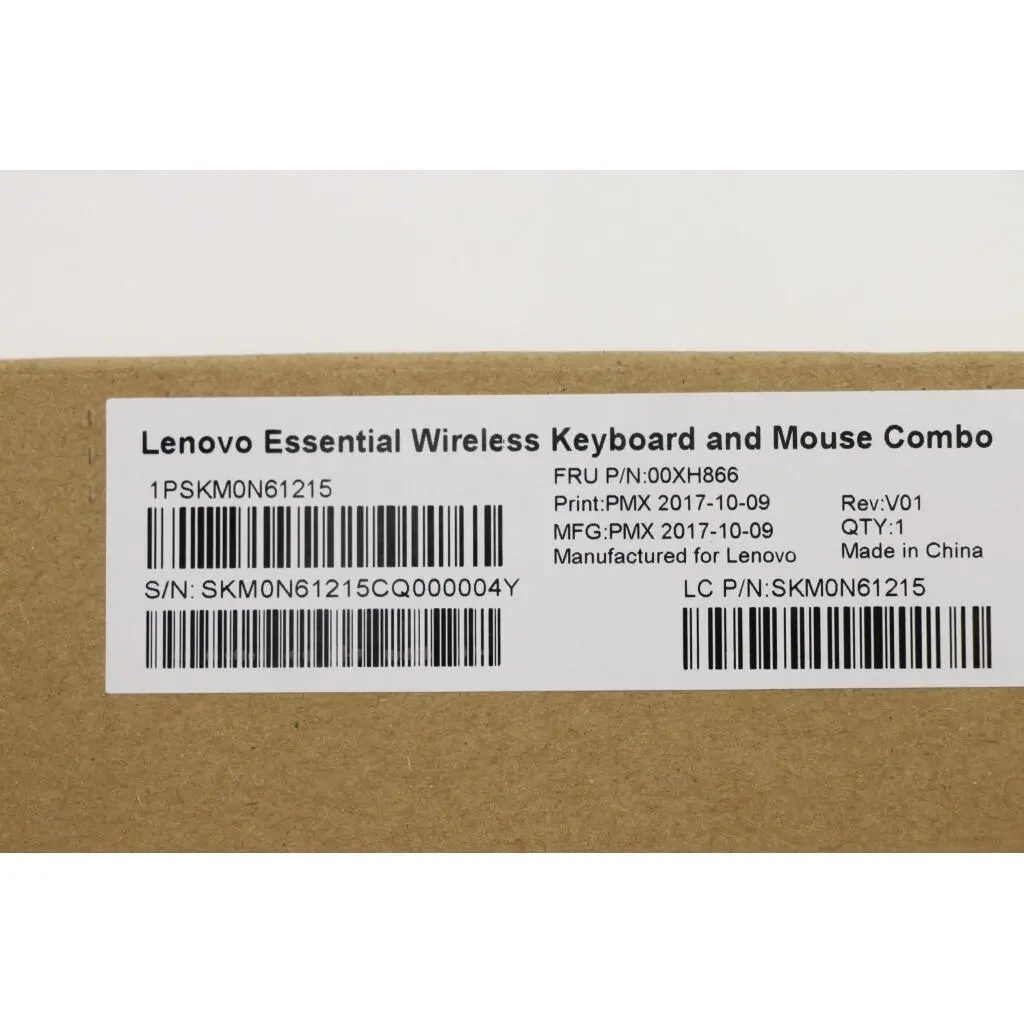 Lenovo Essential Wireless Keyboard and Mouse Combo
1PSKM0N61215
FRU P/N:00XH866
Print:PMX 2017-10-09
Rev:V01
MFG:PMX 2017-10-09
QTY:1
Manufactured for Lenovo
Made in China
S/N: SKM0N61215CQ000004Y
LC P/N:SKM0N61215